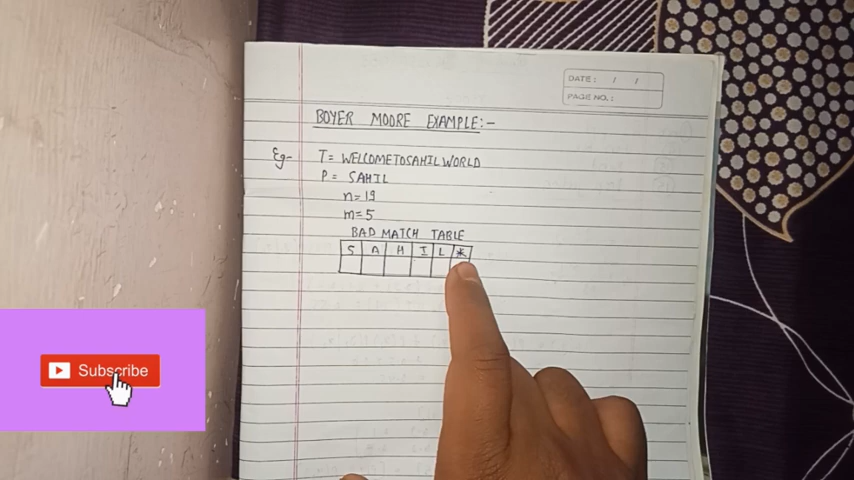 DATE: / /
PAGE NO.:
BOYER MOORE EXAMPLE:-
Eg- T= WELCOMETOSAHILWORLD
P= SAHIL
n=19
m=5
BAD MATCH TABLE
S A H I L *
Subscribe